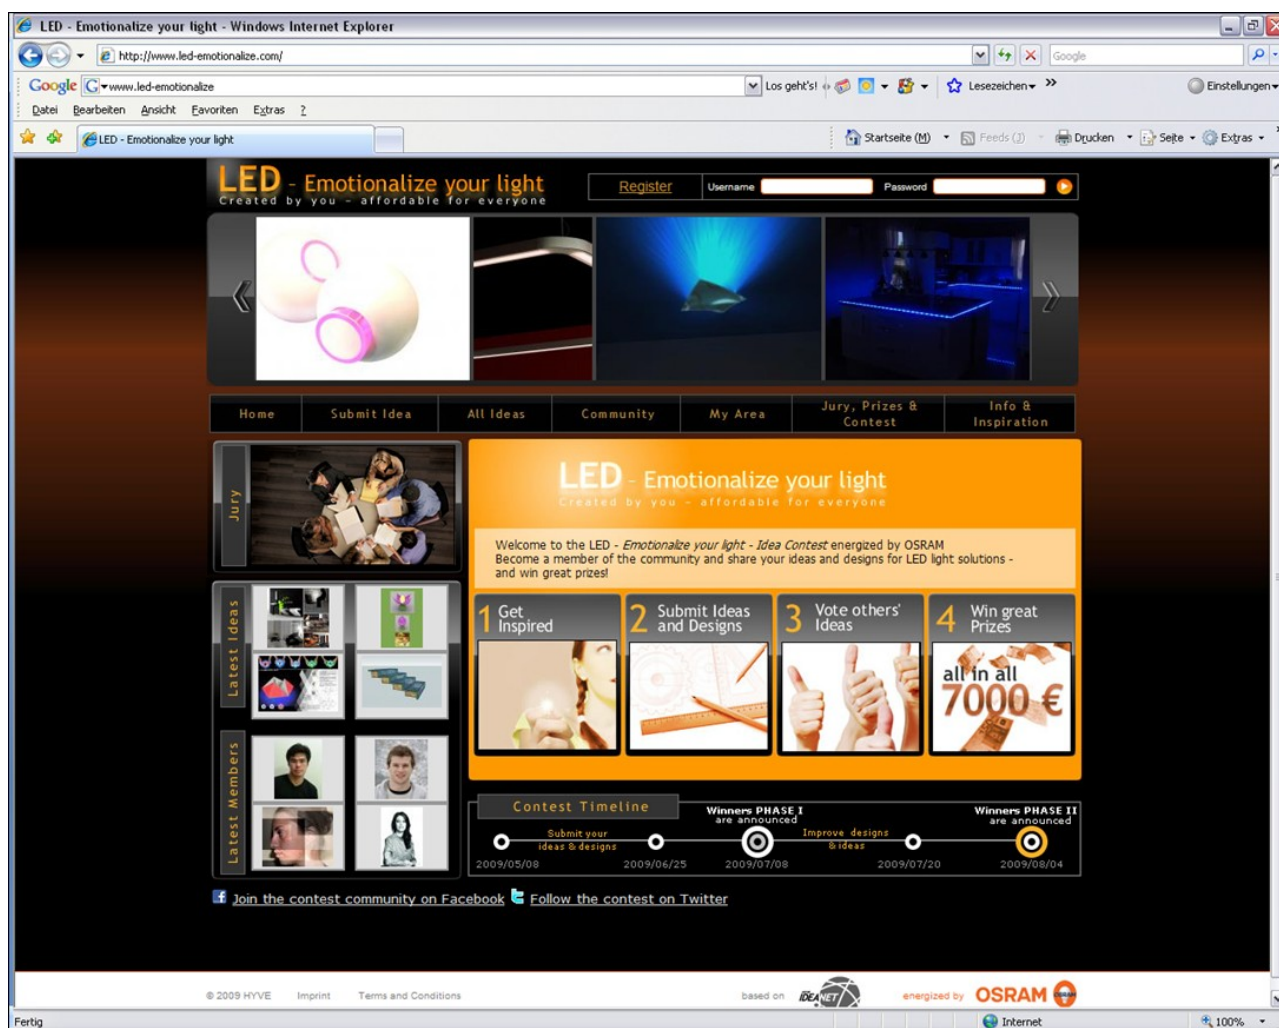 LED - Emotionalize your light - Windows Internet Explorer
http://www.led-emotionalize.com/
Google
Google
www.led-emotionalize
Los geht's!
Lesezeichen
Einstellungen
Datei Bearbeiten Ansicht Favoriten Extras ?
LED - Emotionalize your light
Startseite (M)
Feeds (J)
Drucken
Seite
Extras
LED - Emotionalize your light
Created by you - affordable for everyone
Register
Username
Password
Home
Submit Idea
All Ideas
Community
My Area
Jury, Prizes &
Contest
Info &
Inspiration
Jury
LED - Emotionalize your light
Created by you - affordable for everyone
Welcome to the LED - Emotionalize your light - Idea Contest energized by OSRAM
Become a member of the community and share your ideas and designs for LED light solutions -
and win great prizes!
Latest Ideas
1 Get
Inspired
2 Submit Ideas
and Designs
3 Vote others'
Ideas
4 Win great
Prizes
all in all
7000 €
Latest Members
Contest Timeline
Winners PHASE I
are announced
Winners PHASE II
are announced
Submit your
ideas & designs
Improve designs
& ideas
2009/05/08
2009/06/25
2009/07/08
2009/07/20
2009/08/04
Join the contest community on Facebook
Follow the contest on Twitter
© 2009 HYVE
Imprint
Terms and Conditions
based on
IDEANET
energized by
OSRAM
OSRAM
Fertig
Internet
100%